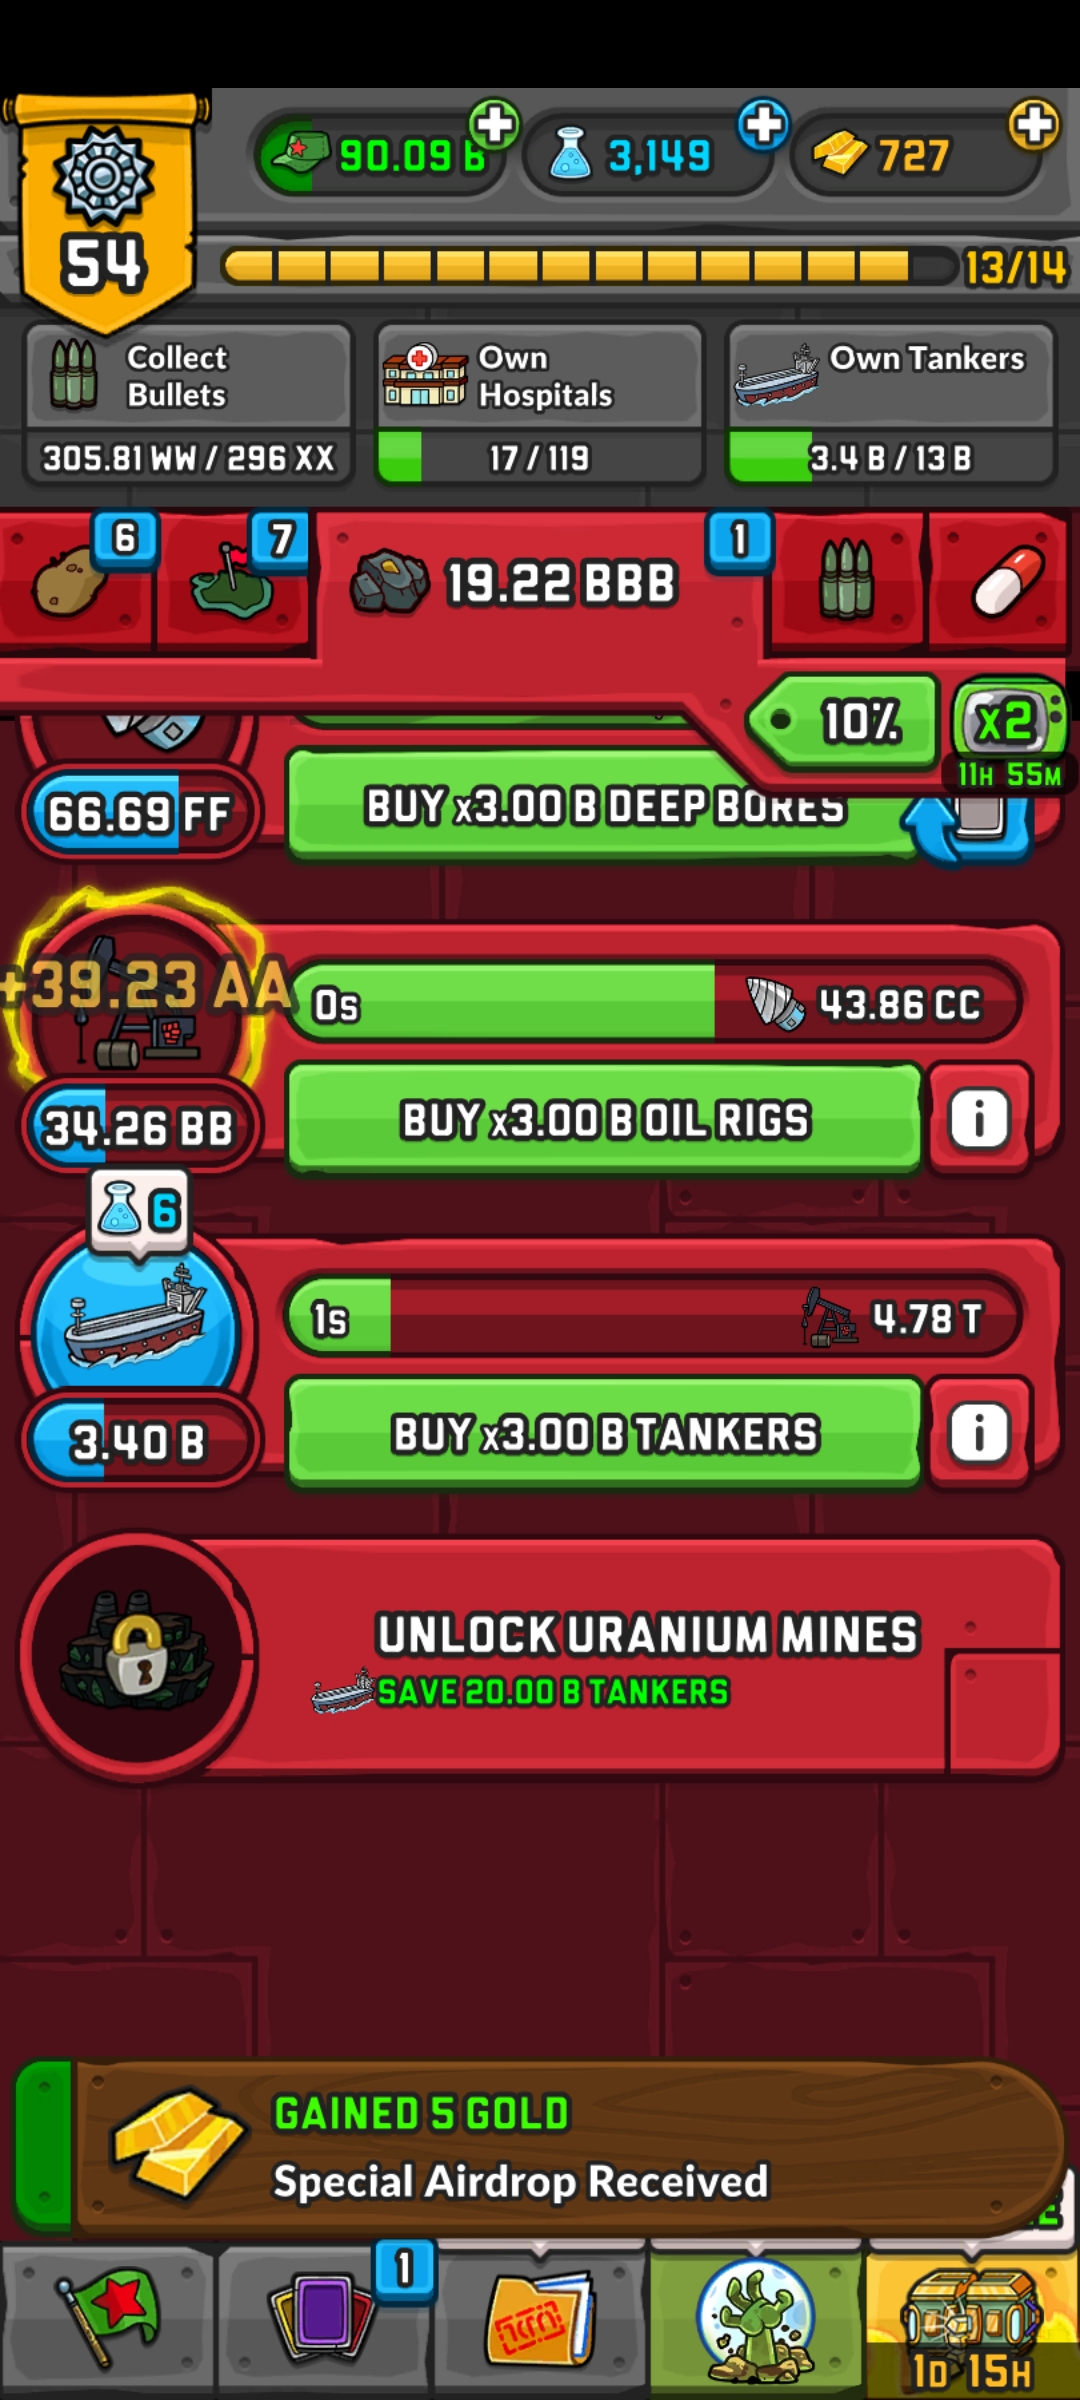 90.09 B
3,149
727
54
13/14
Collect
Bullets
Own
Hospitals
Own Tankers
305.81 WW / 296 XX
17 / 119
3.4 B / 13 B
6
7
1
19.22 BBB
10%
x2
11H 55M
66.69 FF
BUY x3.00 B DEEP BORES
+39.23 AA
0s
43.86 CC
34.26 BB
BUY x3.00 B OIL RIGS
i
6
1s
4.78 T
3.40 B
BUY x3.00 B TANKERS
i
UNLOCK URANIUM MINES
SAVE 20.00 B TANKERS
GAINED 5 GOLD
Special Airdrop Received
1
1D 15H